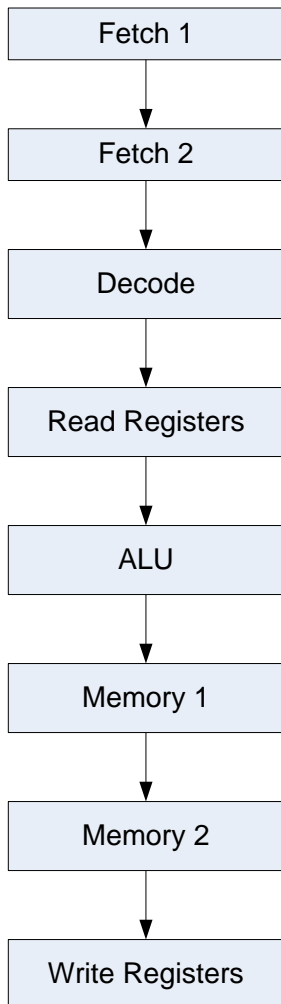 Fetch 1
Fetch 2
Decode
Read Registers
ALU
Memory 1
Memory 2
Write Registers